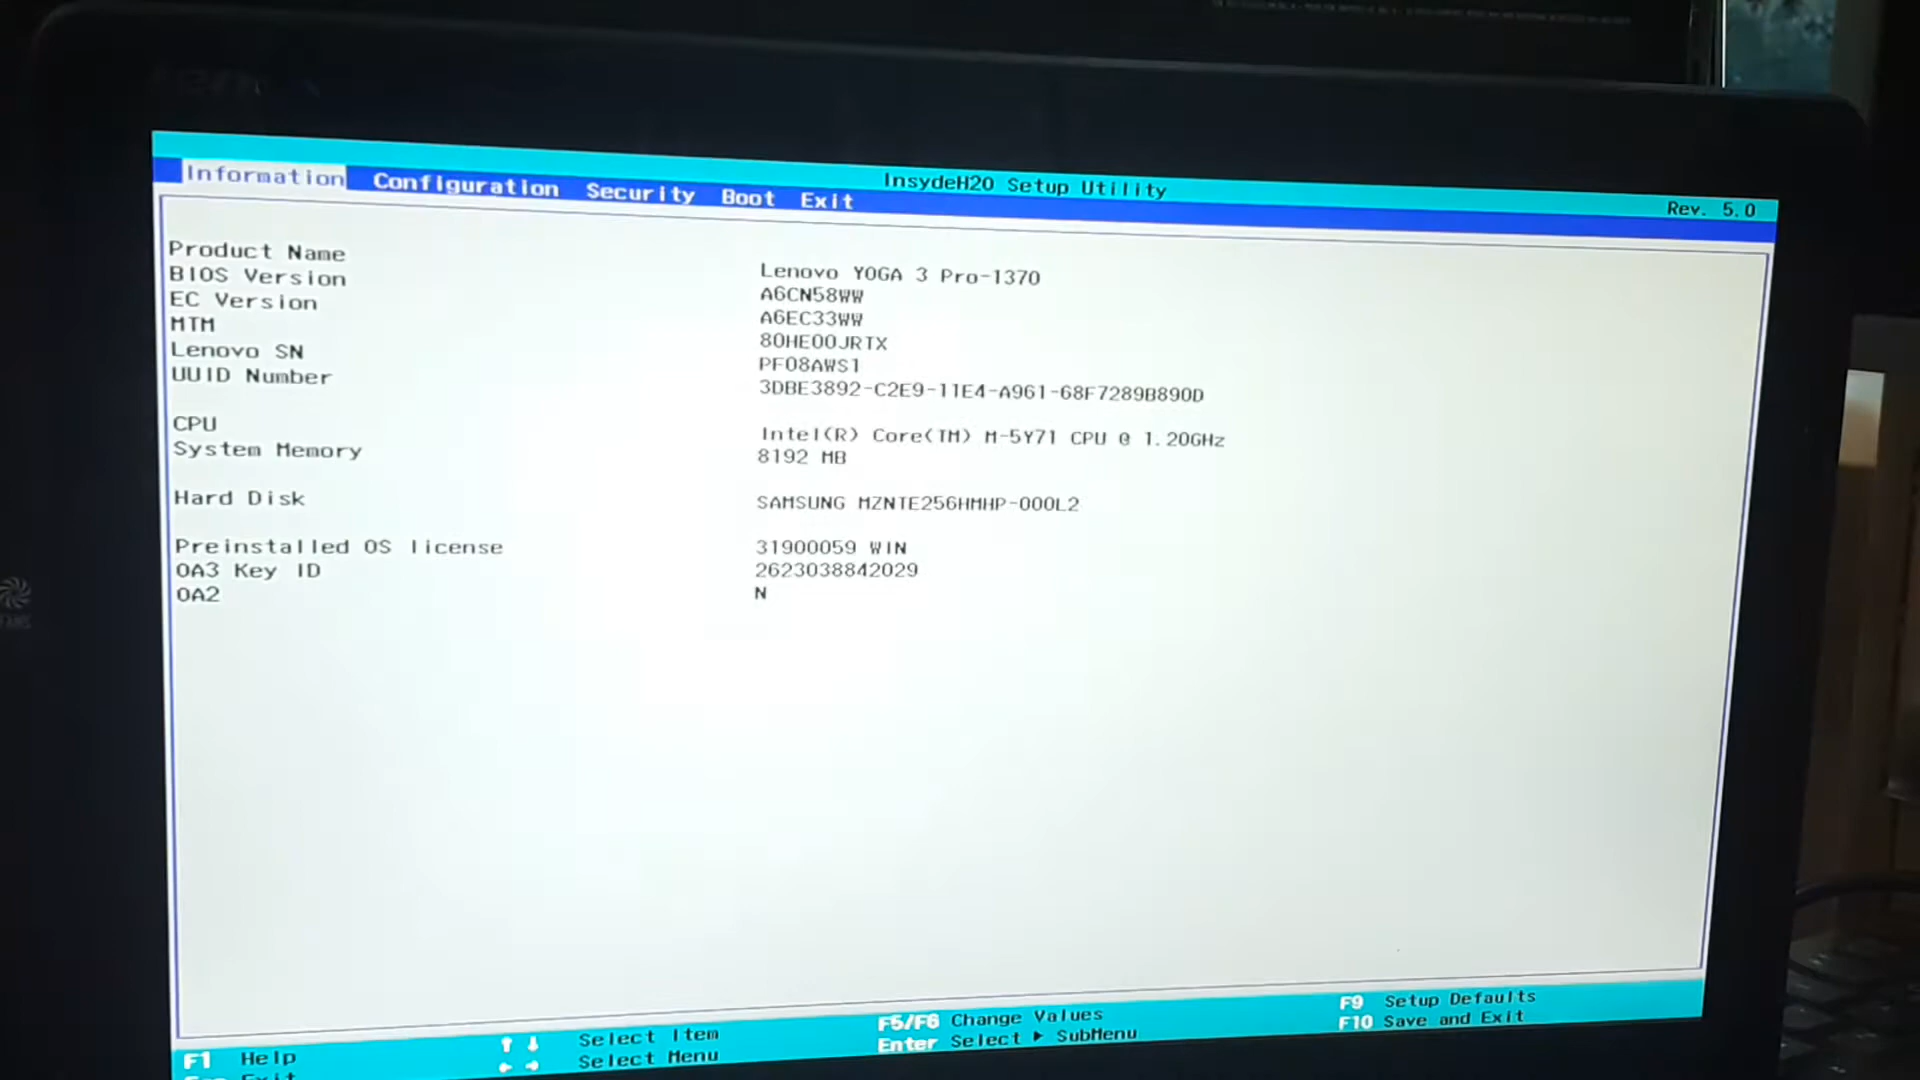 InsydeH20 Setup Utility
Rev. 5.0
Information Configuration Security Boot Exit
Product Name Lenovo YOGA 3 Pro-1370
BIOS Version A6CN58WW
EC Version A6EC33WW
MTM 80HE00JRTX
Lenovo SN PF08AWS1
UUID Number 3DBE3892-C2E9-11E4-A961-68F7289B890D
CPU Intel(R) Core(TM) M-5Y71 CPU @ 1.20GHz
System Memory 8192 MB
Hard Disk SAMSUNG MZNTE256HMHP-000L2
Preinstalled OS license 31900059 WIN
OA3 Key ID 2623038842029
OA2 N
F1 Help ↑ ↓ Select Item F5/F6 Change Values F9 Setup Defaults
Exit ← → Select Menu Enter Select ▶ SubMenu F10 Save and Exit